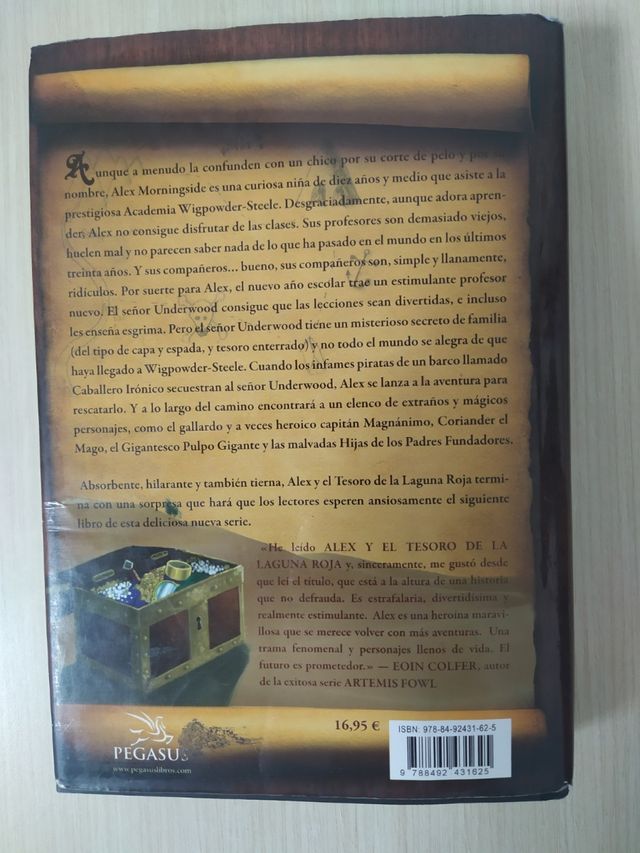 Aunque a menudo la confunden con un chico por su corte de pelo y por su
nombre, Alex Morningside es una curiosa niña de diez años y medio que asiste a la
prestigiosa Academia Wigpowder-Steele. Desgraciadamente, aunque adora apren-
der, Alex no consigue disfrutar de las clases. Sus profesores son demasiado viejos,
huelen mal y no parecen saber nada de lo que ha pasado en el mundo en los últimos
treinta años. Y sus compañeros... bueno, sus compañeros son, simple y llanamente,
ridículos. Por suerte para Alex, el nuevo año escolar trae un estimulante profesor
nuevo. El señor Underwood consigue que las lecciones sean divertidas, e incluso
les enseña esgrima. Pero el señor Underwood tiene un misterioso secreto de familia
(del tipo de capa y espada, y tesoro enterrado) y no todo el mundo se alegra de que
haya llegado a Wigpowder-Steele. Cuando los infames piratas de un barco llamado
Caballero Irónico secuestran al señor Underwood, Alex se lanza a la aventura para
rescatarlo. Y a lo largo del camino encontrará a un elenco de extraños y mágicos
personajes, como el gallardo y a veces heroico capitán Magnánimo, Coriander el
Mago, el Gigantesco Pulpo Gigante y las malvadas Hijas de los Padres Fundadores.
Absorbente, hilarante y también tierna, Alex y el Tesoro de la Laguna Roja termi-
na con una sorpresa que hará que los lectores esperen ansiosamente el siguiente
libro de esta deliciosa nueva serie.
«He leído ALEX Y EL TESORO DE LA
LAGUNA ROJA y, sinceramente, me gustó desde
que leí el título, que está a la altura de una historia
que no defrauda. Es estrafalaria, divertidísima y
realmente estimulante. Alex es una heroína maravi-
llosa que se merece volver con más aventuras. Una
trama fenomenal y personajes llenos de vida. El
futuro es prometedor.» — EOIN COLFER, autor
de la exitosa serie ARTEMIS FOWL
16,95 €
PEGASUS
www.pegasuslibros.com
ISBN: 978-84-92431-62-5
9 788492 431625